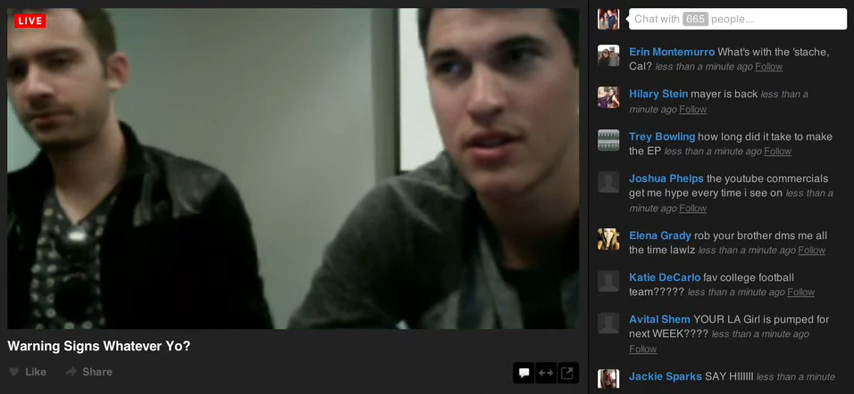 LIVE
Warning Signs Whatever Yo?
Like
Share
Chat with 665 people...
Erin Montemurro What's with the 'stache,
Cal? less than a minute ago Follow
Hilary Stein mayer is back less than a
minute ago Follow
Trey Bowling how long did it take to make
the EP less than a minute ago Follow
Joshua Phelps the youtube commercials
get me hype every time i see on less than a
minute ago Follow
Elena Grady rob your brother dms me all
the time lawlz less than a minute ago Follow
Katie DeCarlo fav college football
team????? less than a minute ago Follow
Avital Shem YOUR LA Girl is pumped for
next WEEK???? less than a minute ago
Follow
Jackie Sparks SAY HIIIIII less than a minute